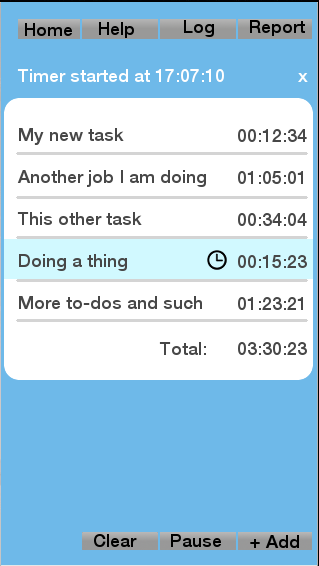 Home Help Log Report
Timer started at 17:07:10 x
My new task 00:12:34
Another job I am doing 01:05:01
This other task 00:34:04
Doing a thing 00:15:23
More to-dos and such 01:23:21
Total: 03:30:23
Clear Pause + Add